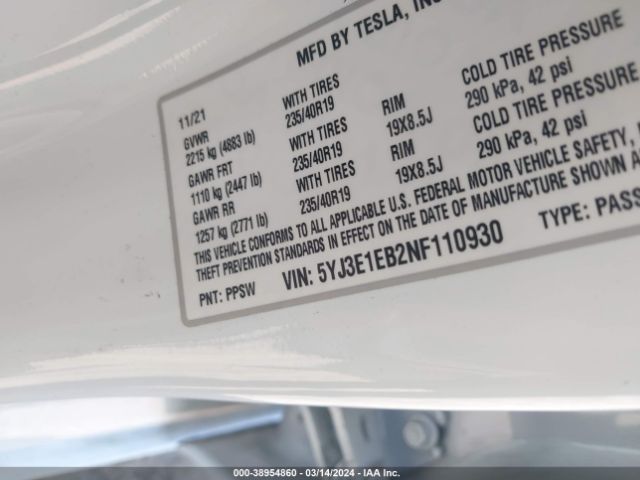 MFD BY TESLA, INC
11/21
GVWR
2215 kg (4883 lb)
GAWR FRT
1110 kg (2447 lb)
GAWR RR
1257 kg (2771 lb)
WITH TIRES
235/40R19
WITH TIRES
235/40R19
WITH TIRES
235/40R19
RIM
19X8.5J
RIM
19X8.5J
COLD TIRE PRESSURE
290 kPa, 42 psi
COLD TIRE PRESSURE
290 kPa, 42 psi
THIS VEHICLE CONFORMS TO ALL APPLICABLE U.S. FEDERAL MOTOR VEHICLE SAFETY,
THEFT PREVENTION STANDARDS IN EFFECT ON THE DATE OF MANUFACTURE SHOWN
PNT: PPSW VIN: 5YJ3E1EB2NF110930 TYPE: PASS
000-38954860 - 03/14/2024 - IAA Inc.